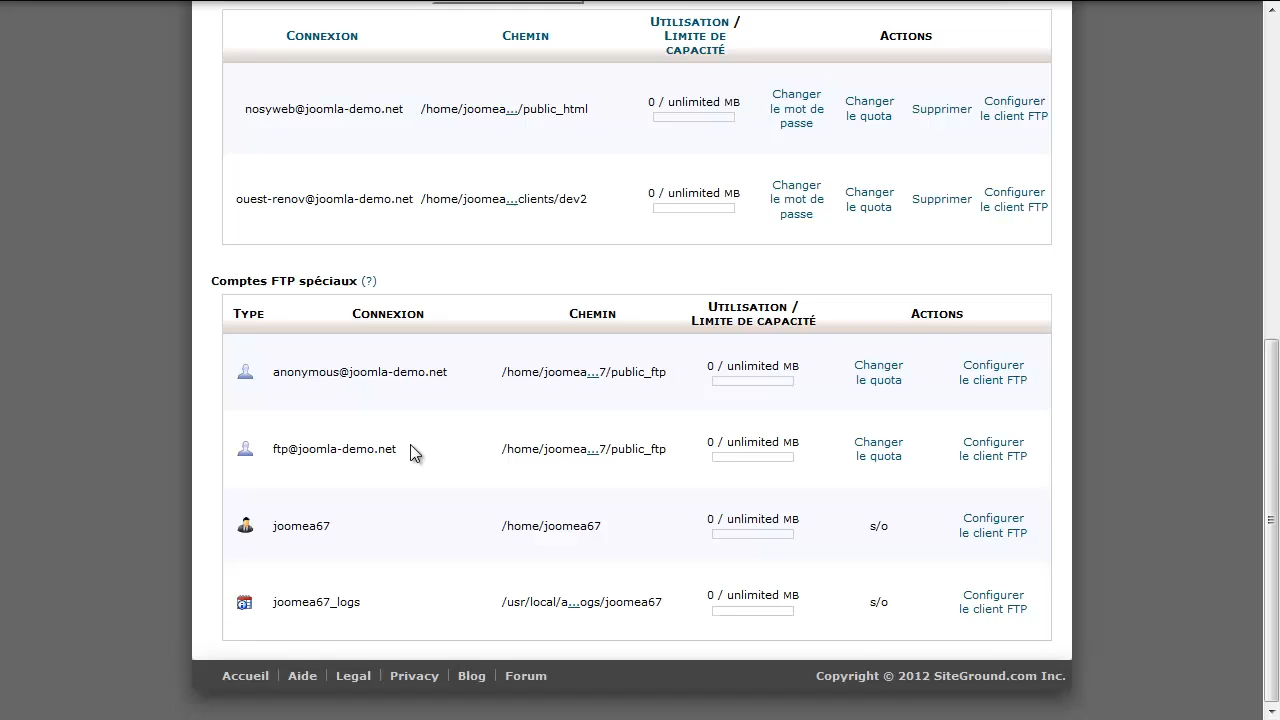 CONNEXION CHEMIN UTILISATION / LIMITE DE CAPACITÉ ACTIONS
nosyweb@joomla-demo.net /home/joomea.../public_html 0 / unlimited MB Changer le mot de passe Changer le quota Supprimer Configurer le client FTP
ouest-renov@joomla-demo.net /home/joomea...clients/dev2 0 / unlimited MB Changer le mot de passe Changer le quota Supprimer Configurer le client FTP
Comptes FTP spéciaux (?)
TYPE CONNEXION CHEMIN UTILISATION / LIMITE DE CAPACITÉ ACTIONS
anonymous@joomla-demo.net /home/joomea...7/public_ftp 0 / unlimited MB Changer le quota Configurer le client FTP
ftp@joomla-demo.net /home/joomea...7/public_ftp 0 / unlimited MB Changer le quota Configurer le client FTP
joomea67 /home/joomea67 0 / unlimited MB s/o Configurer le client FTP
joomea67_logs /usr/local/a...ogs/joomea67 0 / unlimited MB s/o Configurer le client FTP
Accueil Aide Legal Privacy Blog Forum Copyright © 2012 SiteGround.com Inc.